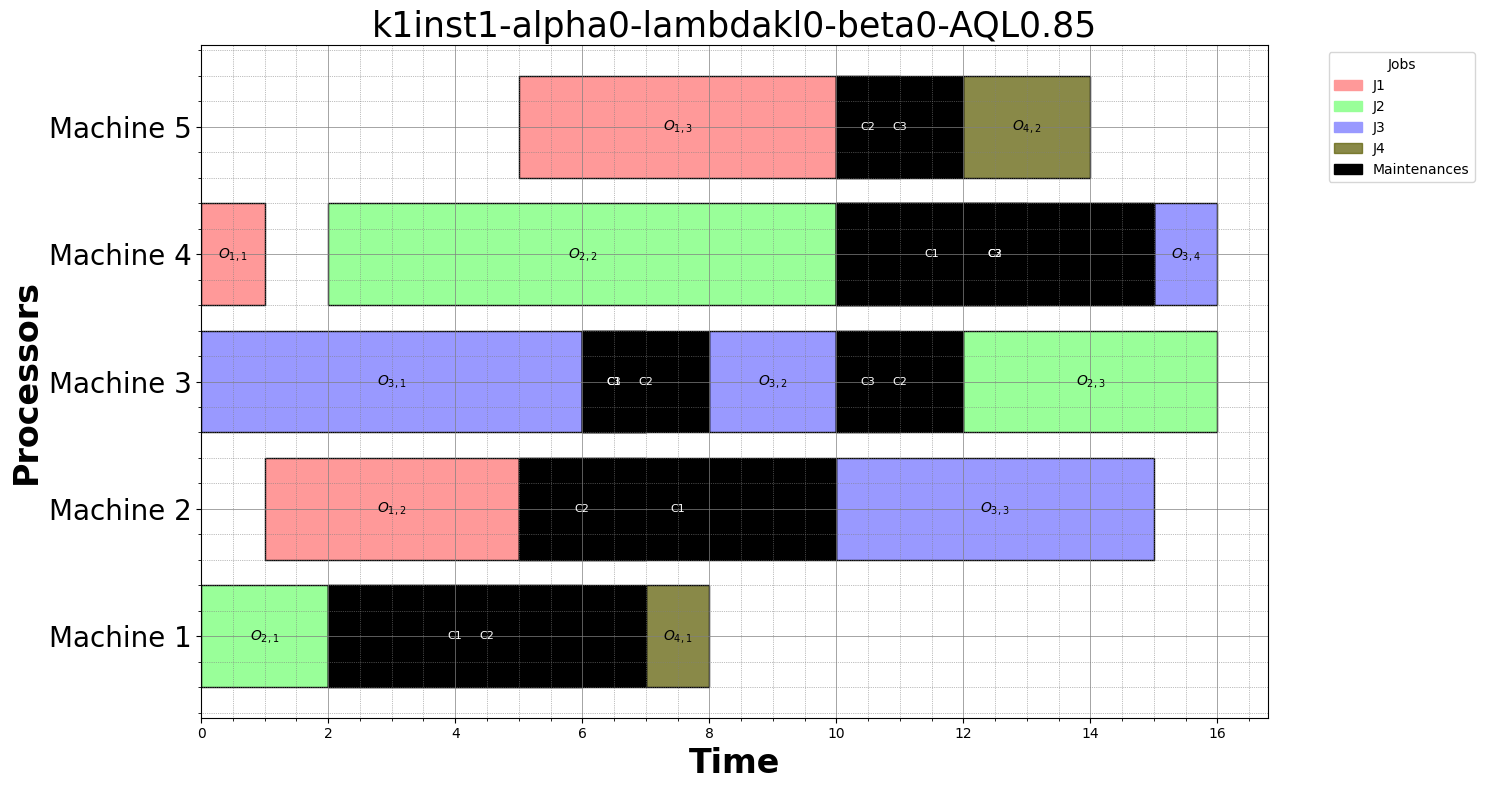 k1inst1-alpha0-lambdakl0-beta0-AQL0.85
Jobs
J1
J2
J3
J4
Maintenances
Processors
Machine 5
O1,3
C2
C3
O4,2
Machine 4
O1,1
O2,2
C1
O3,4
Machine 3
O3,1
C2
O3,2
C3
C2
O2,3
Machine 2
O1,2
C2
C1
O3,3
Machine 1
O2,1
C1
C2
O4,1
0 2 4 6 8 10 12 14 16
Time